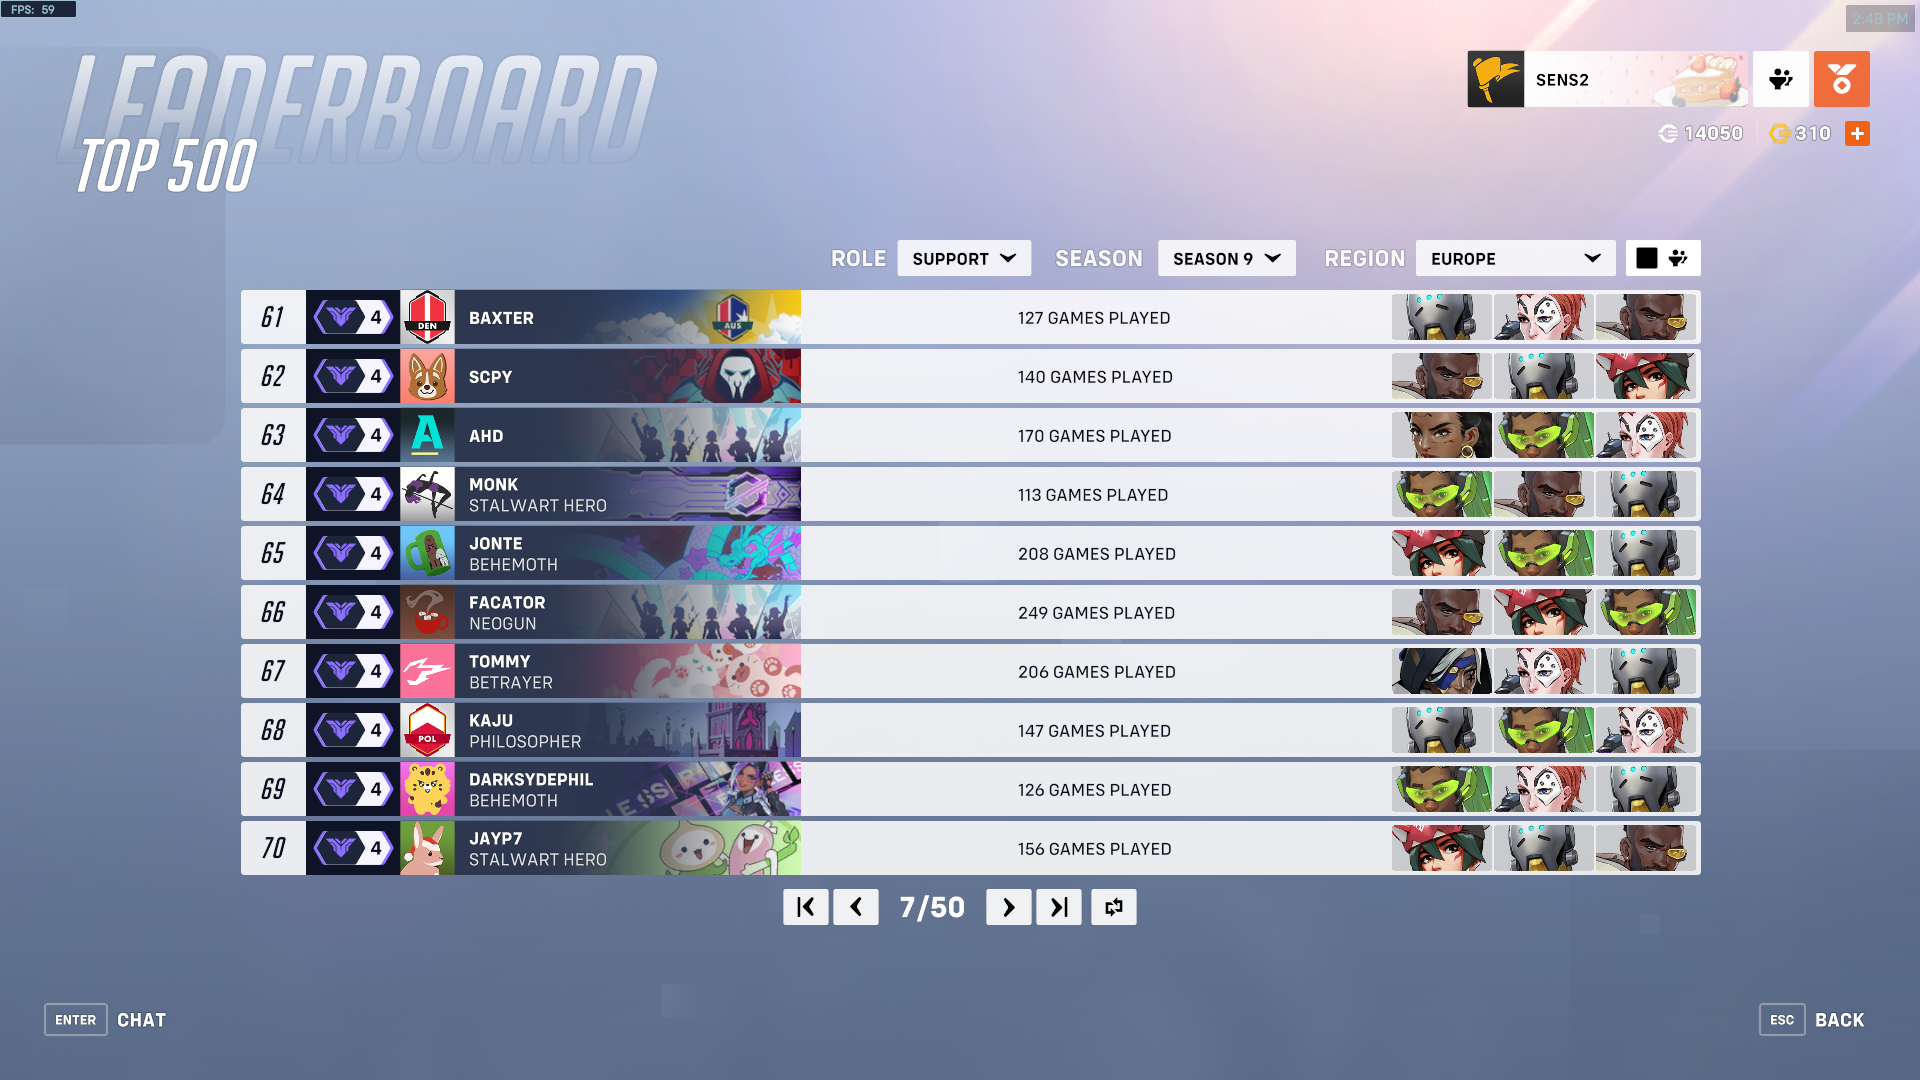 FPS: 59
2:48 PM
LEADERBOARD
TOP 500
SENS2
14050
310
ROLE SUPPORT SEASON SEASON 9 REGION EUROPE
61 4 DEN BAXTER AUS 127 GAMES PLAYED
62 4 SCPY 140 GAMES PLAYED
63 4 A AHD 170 GAMES PLAYED
64 4 MONK 113 GAMES PLAYED
STALWART HERO
65 4 JONTE 208 GAMES PLAYED
BEHEMOTH
66 4 FACATOR 249 GAMES PLAYED
NEOGUN
67 4 TOMMY 206 GAMES PLAYED
BETRAYER
68 4 POL KAJU 147 GAMES PLAYED
PHILOSOPHER
69 4 DARKSYDEPHIL 126 GAMES PLAYED
BEHEMOTH
70 4 JAYP7 156 GAMES PLAYED
STALWART HERO
7/50
ENTER CHAT
ESC BACK